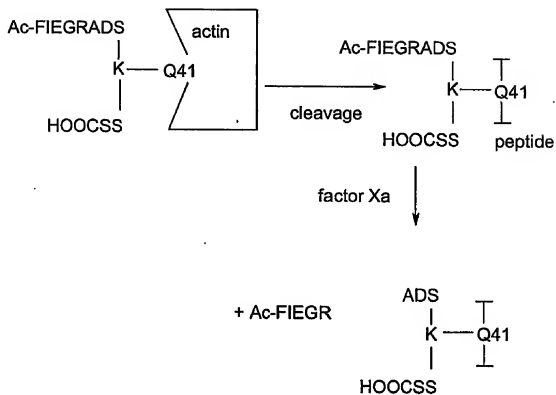 Ac-FIEGRADS
actin
K
Q41
HOOCSS
cleavage
Ac-FIEGRADS
K
Q41
HOOCSS
peptide
factor Xa
+ Ac-FIEGR
ADS
K
Q41
HOOCSS